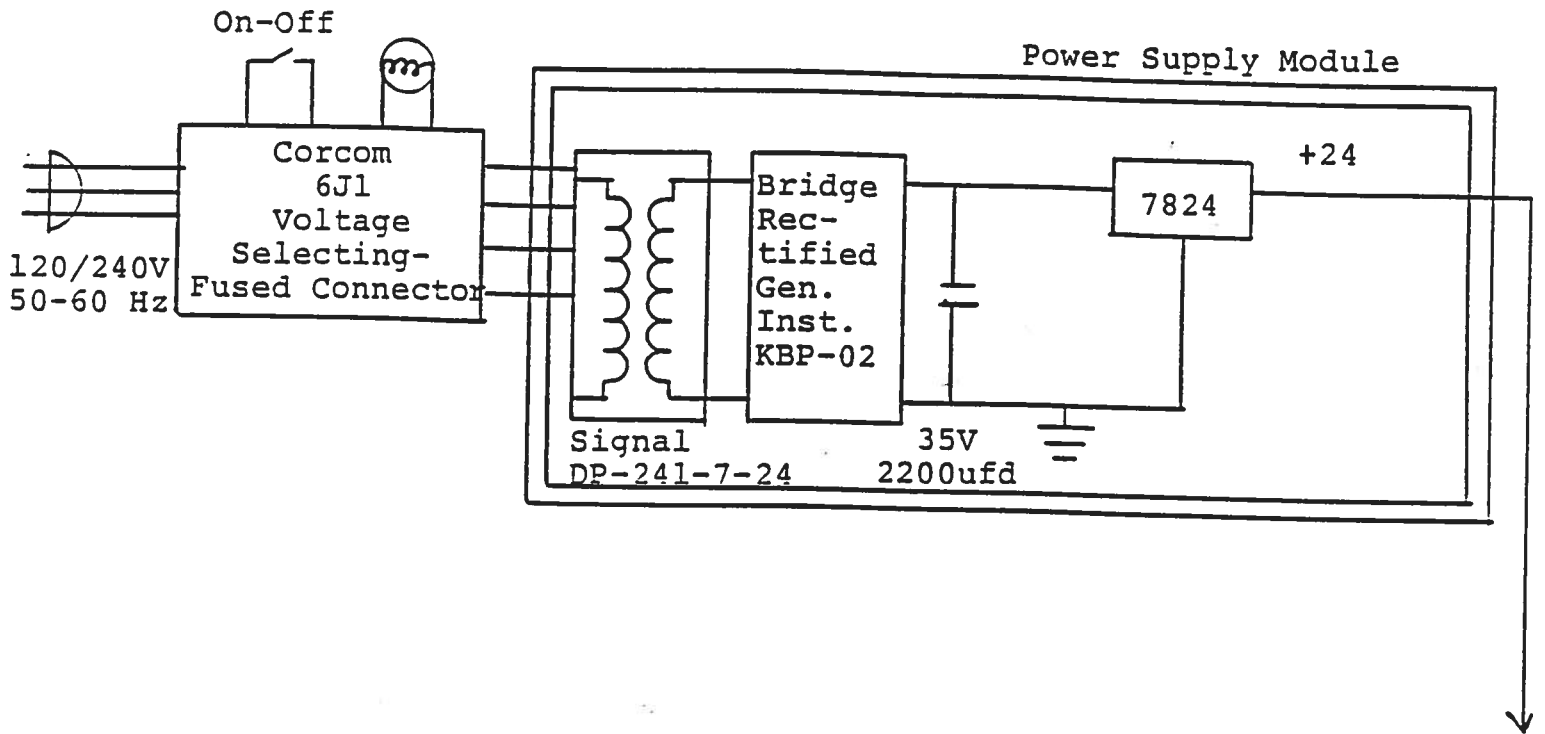 On-Off
Power Supply Module
Corcom
6J1
Voltage
Selecting-
Fused Connector
120/240V
50-60 Hz
Bridge
Rec-
tified
Gen.
Inst.
KBP-02
7824
+24
Signal
DP-241-7-24
35V
2200ufd